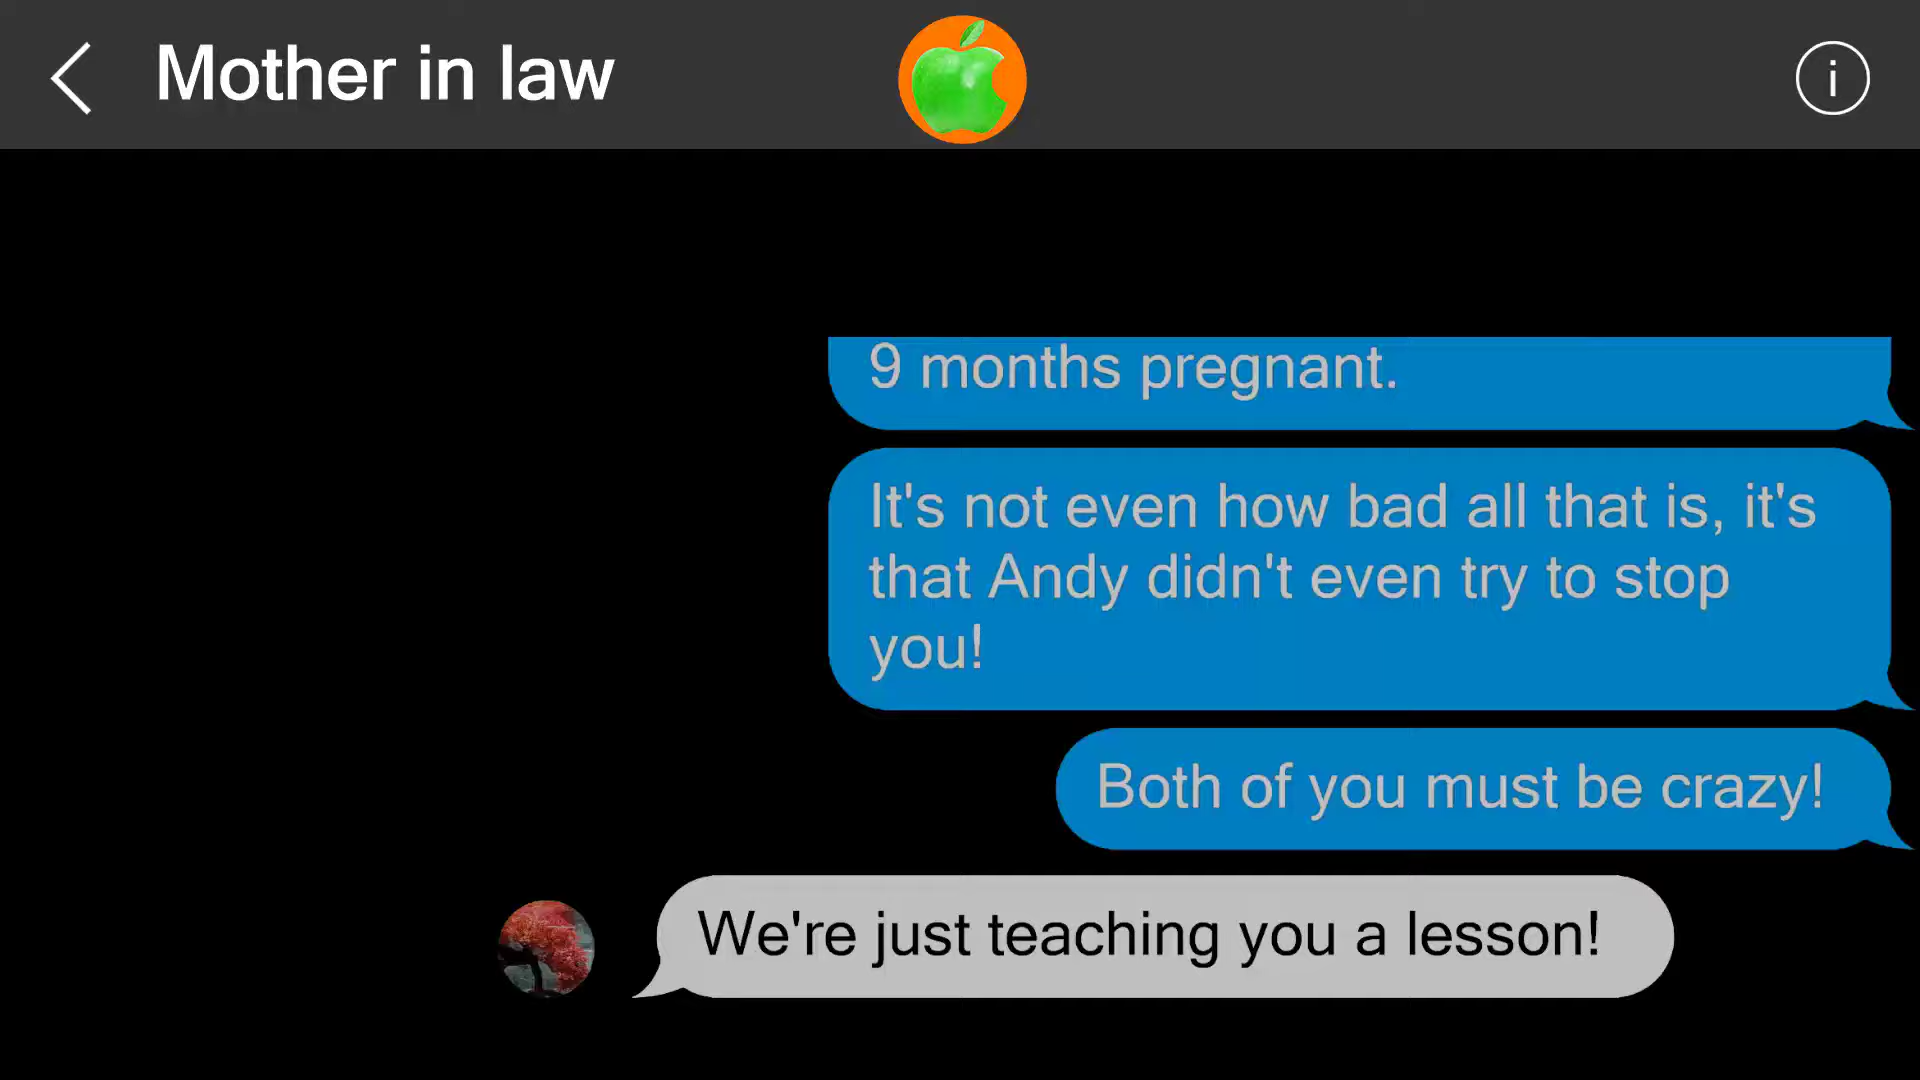 Mother in law
i
9 months pregnant.
It's not even how bad all that is, it's
that Andy didn't even try to stop
you!
Both of you must be crazy!
We're just teaching you a lesson!